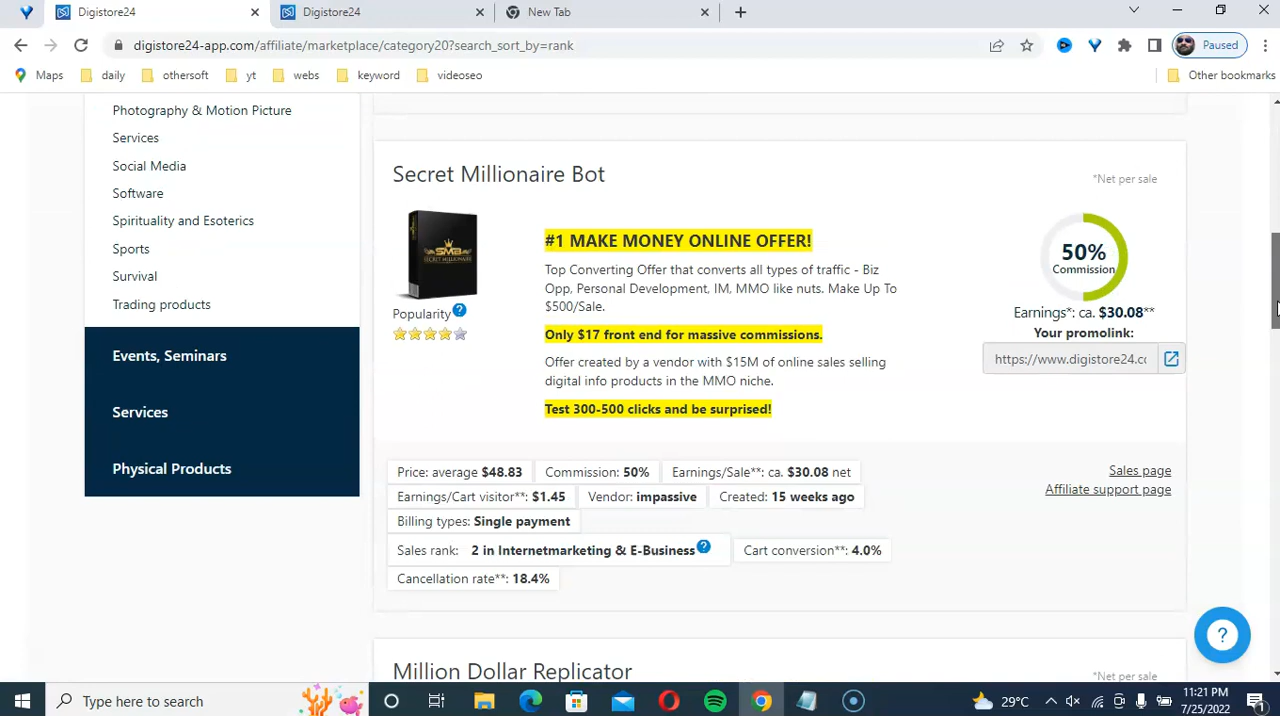 Digistore24
Digistore24
New Tab
digistore24-app.com/affiliate/marketplace/category20?search_sort_by=rank
Paused
Maps
daily
othersoft
yt
webs
keyword
videoseo
Other bookmarks
Photography & Motion Picture
Services
Social Media
Software
Spirituality and Esoterics
Sports
Survival
Trading products
Events, Seminars
Services
Physical Products
Secret Millionaire Bot
*Net per sale
SMB
SECRET MILLIONAIRE
Popularity
?
#1 MAKE MONEY ONLINE OFFER!
Top Converting Offer that converts all types of traffic - Biz
Opp, Personal Development, IM, MMO like nuts. Make Up To
$500/Sale.
Only $17 front end for massive commissions.
Offer created by a vendor with $15M of online sales selling
digital info products in the MMO niche.
Test 300-500 clicks and be surprised!
50%
Commission
Earnings*: ca. $30.08**
Your promolink:
https://www.digistore24.cc
Price: average $48.83
Commission: 50%
Earnings/Sale**: ca. $30.08 net
Earnings/Cart visitor**: $1.45
Vendor: impassive
Created: 15 weeks ago
Billing types: Single payment
Sales rank: 2 in Internetmarketing & E-Business ?
Cart conversion**: 4.0%
Cancellation rate**: 18.4%
Sales page
Affiliate support page
Million Dollar Replicator
*Net per sale
?
Type here to search
29°C
11:21 PM
7/25/2022
1